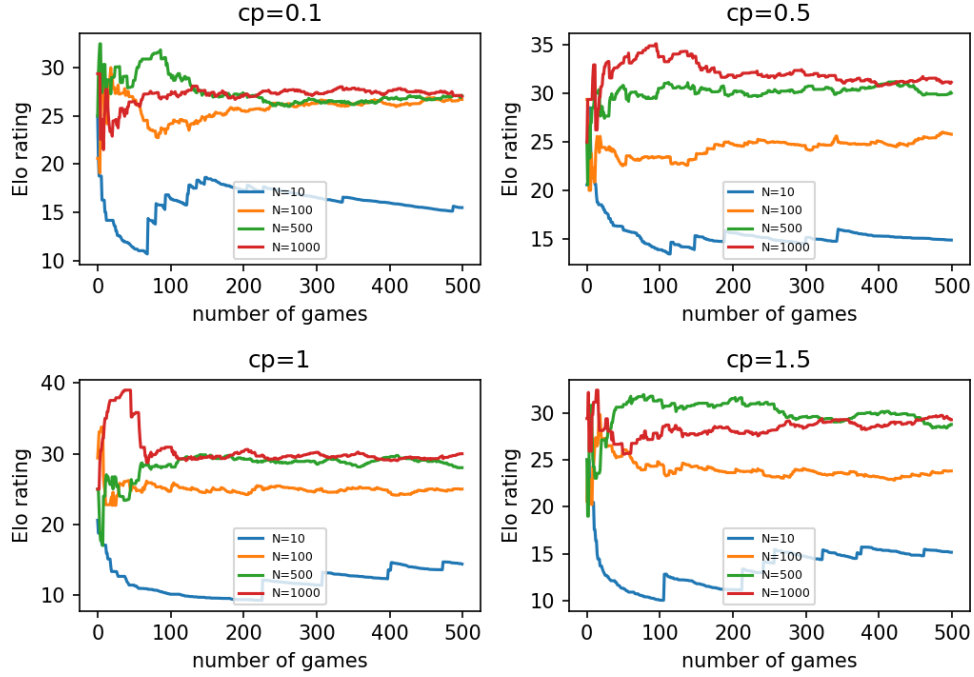 cp=0.1
Elo rating
30
25
20
15
10
N=10
N=100
N=500
N=1000
0 100 200 300 400 500
number of games
cp=0.5
Elo rating
35
30
25
20
15
N=10
N=100
N=500
N=1000
0 100 200 300 400 500
number of games
cp=1
Elo rating
40
30
20
10
N=10
N=100
N=500
N=1000
0 100 200 300 400 500
number of games
cp=1.5
Elo rating
30
25
20
15
10
N=10
N=100
N=500
N=1000
0 100 200 300 400 500
number of games